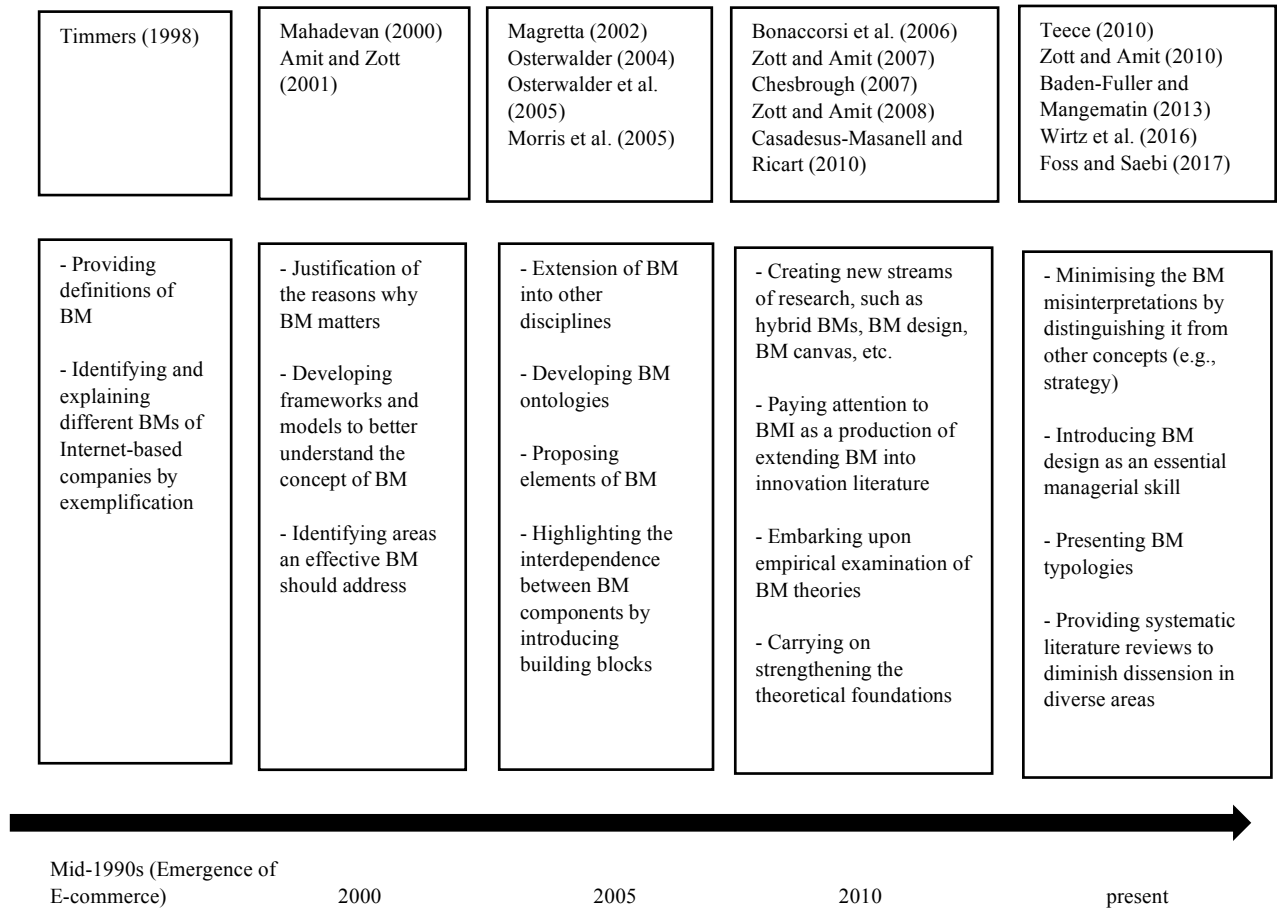 Timmers (1998)
Mahadevan (2000)
Amit and Zott
(2001)
Magretta (2002)
Osterwalder (2004)
Osterwalder et al.
(2005)
Morris et al. (2005)
Bonaccorsi et al. (2006)
Zott and Amit (2007)
Chesbrough (2007)
Zott and Amit (2008)
Casadesus-Masanell and
Ricart (2010)
Teece (2010)
Zott and Amit (2010)
Baden-Fuller and
Mangematin (2013)
Wirtz et al. (2016)
Foss and Saebi (2017)
- Providing
definitions of
BM
- Identifying and
explaining
different BMs of
Internet-based
companies by
exemplification
- Justification of
the reasons why
BM matters
- Developing
frameworks and
models to better
understand the
concept of BM
- Identifying areas
an effective BM
should address
- Extension of BM
into other
disciplines
- Developing BM
ontologies
- Proposing
elements of BM
- Highlighting the
interdependence
between BM
components by
introducing
building blocks
- Creating new streams
of research, such as
hybrid BMs, BM design,
BM canvas, etc.
- Paying attention to
BMI as a production of
extending BM into
innovation literature
- Embarking upon
empirical examination of
BM theories
- Carrying on
strengthening the
theoretical foundations
- Minimising the BM
misinterpretations by
distinguishing it from
other concepts (e.g.,
strategy)
- Introducing BM
design as an essential
managerial skill
- Presenting BM
typologies
- Providing systematic
literature reviews to
diminish dissension in
diverse areas
Mid-1990s (Emergence of
E-commerce)
2000
2005
2010
present